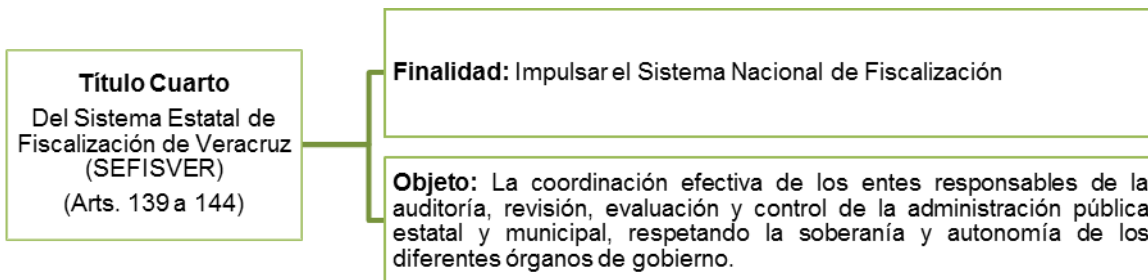 Título Cuarto
Del Sistema Estatal de
Fiscalización de Veracruz
(SEFISVER)
(Arts. 139 a 144)
Finalidad: Impulsar el Sistema Nacional de Fiscalización
Objeto: La coordinación efectiva de los entes responsables de la
auditoría, revisión, evaluación y control de la administración pública
estatal y municipal, respetando la soberanía y autonomía de los
diferentes órganos de gobierno.